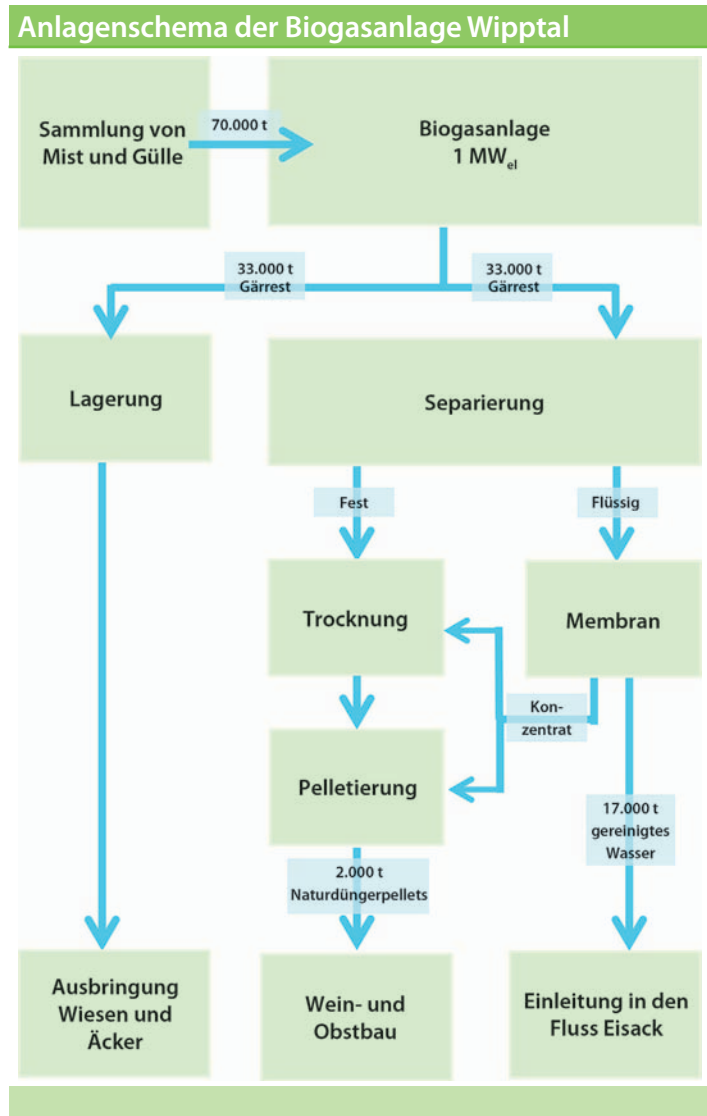 Anlagenschema der Biogasanlage Wipptal
Sammlung von
Mist und Gülle
70.000 t
Biogasanlage
1 MWel
33.000 t
Gärrest
33.000 t
Gärrest
Lagerung
Separierung
Fest
Flüssig
Trocknung
Membran
Kon-
zentrat
Pelletierung
17.000 t
gereinigtes
Wasser
2.000 t
Naturdüngerpellets
Ausbringung
Wiesen und
Äcker
Wein- und
Obstbau
Einleitung in den
Fluss Eisack